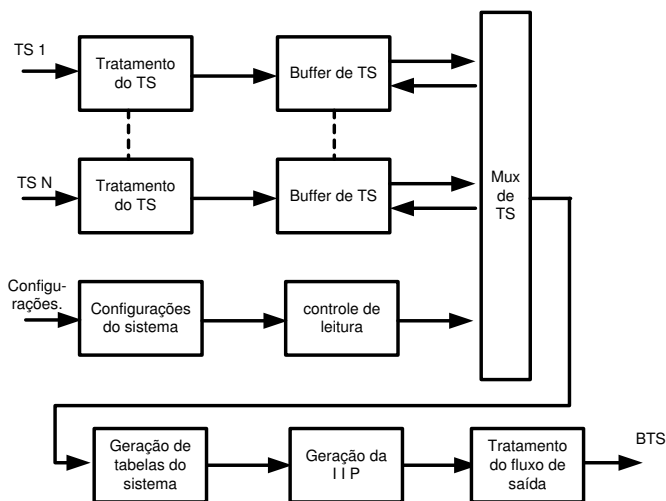 TS 1
Tratamento
do TS
Buffer de TS
TS N
Tratamento
do TS
Buffer de TS
Mux
de
TS
Configu-
rações.
Configurações
do sistema
controle de
leitura
Geração de
tabelas do
sistema
Geração da
I I P
Tratamento
do fluxo de
saída
BTS